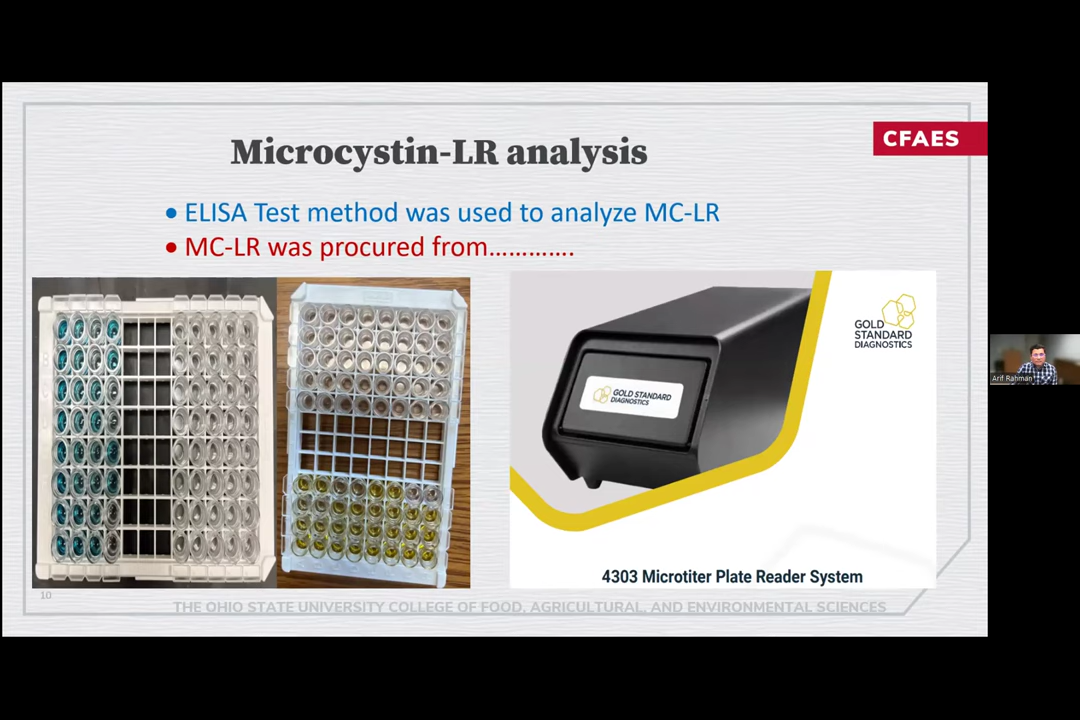 Microcystin-LR analysis
CFAES
• ELISA Test method was used to analyze MC-LR
• MC-LR was procured from………….
GOLD
STANDARD
DIAGNOSTICS
GOLD STANDARD
DIAGNOSTICS
4303 Microtiter Plate Reader System
10
THE OHIO STATE UNIVERSITY COLLEGE OF FOOD, AGRICULTURAL, AND ENVIRONMENTAL SCIENCES
Arif Rahman